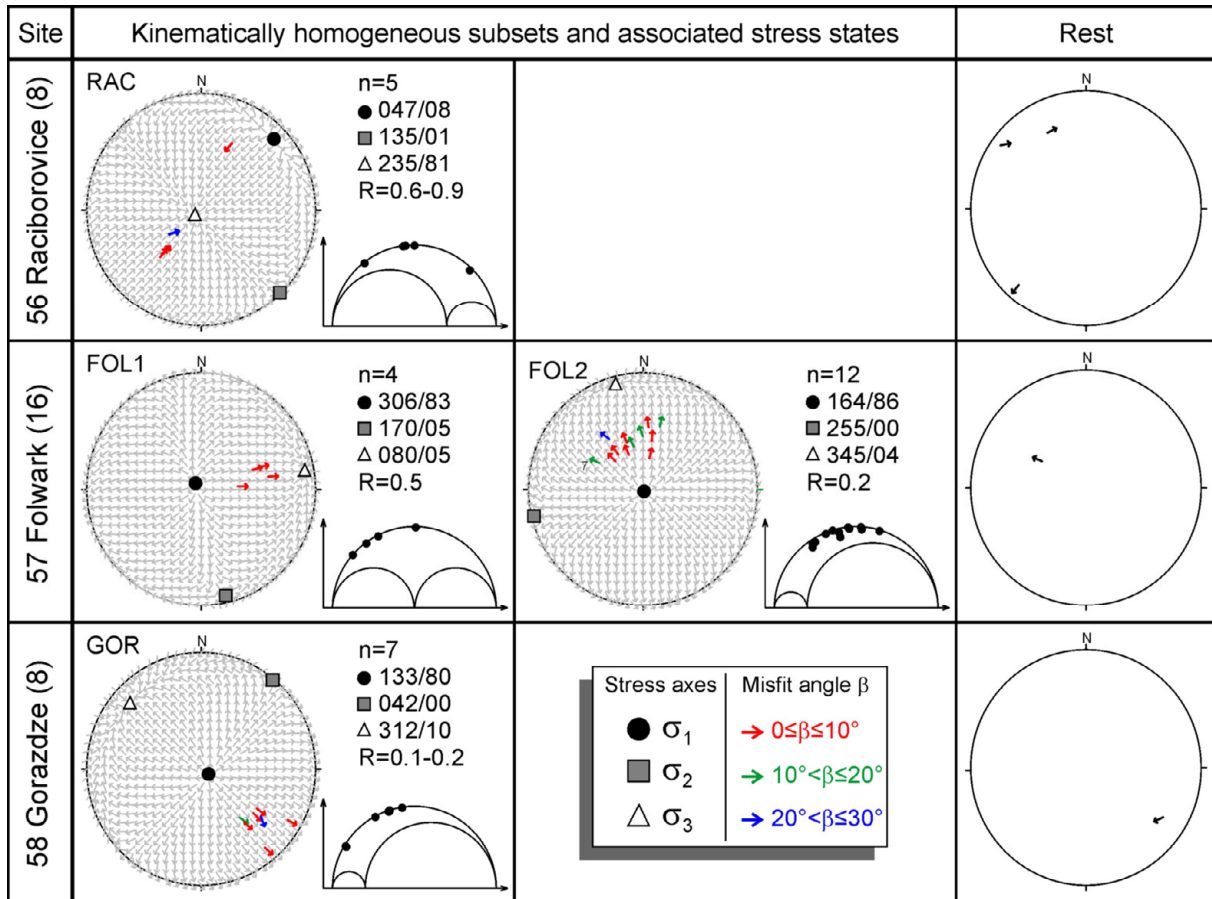 Site
Kinematically homogeneous subsets and associated stress states
Rest
56 Raciborovice (8)
RAC
N
n=5
047/08
135/01
235/81
R=0.6-0.9
57 Folwark (16)
FOL1
N
n=4
306/83
170/05
080/05
R=0.5
FOL2
N
n=12
164/86
255/00
345/04
R=0.2
N
58 Gorazdze (8)
GOR
N
n=7
133/80
042/00
312/10
R=0.1-0.2
Stress axes
Misfit angle β
σ1
0≤β≤10°
σ2
10°<β≤20°
σ3
20°<β≤30°
N